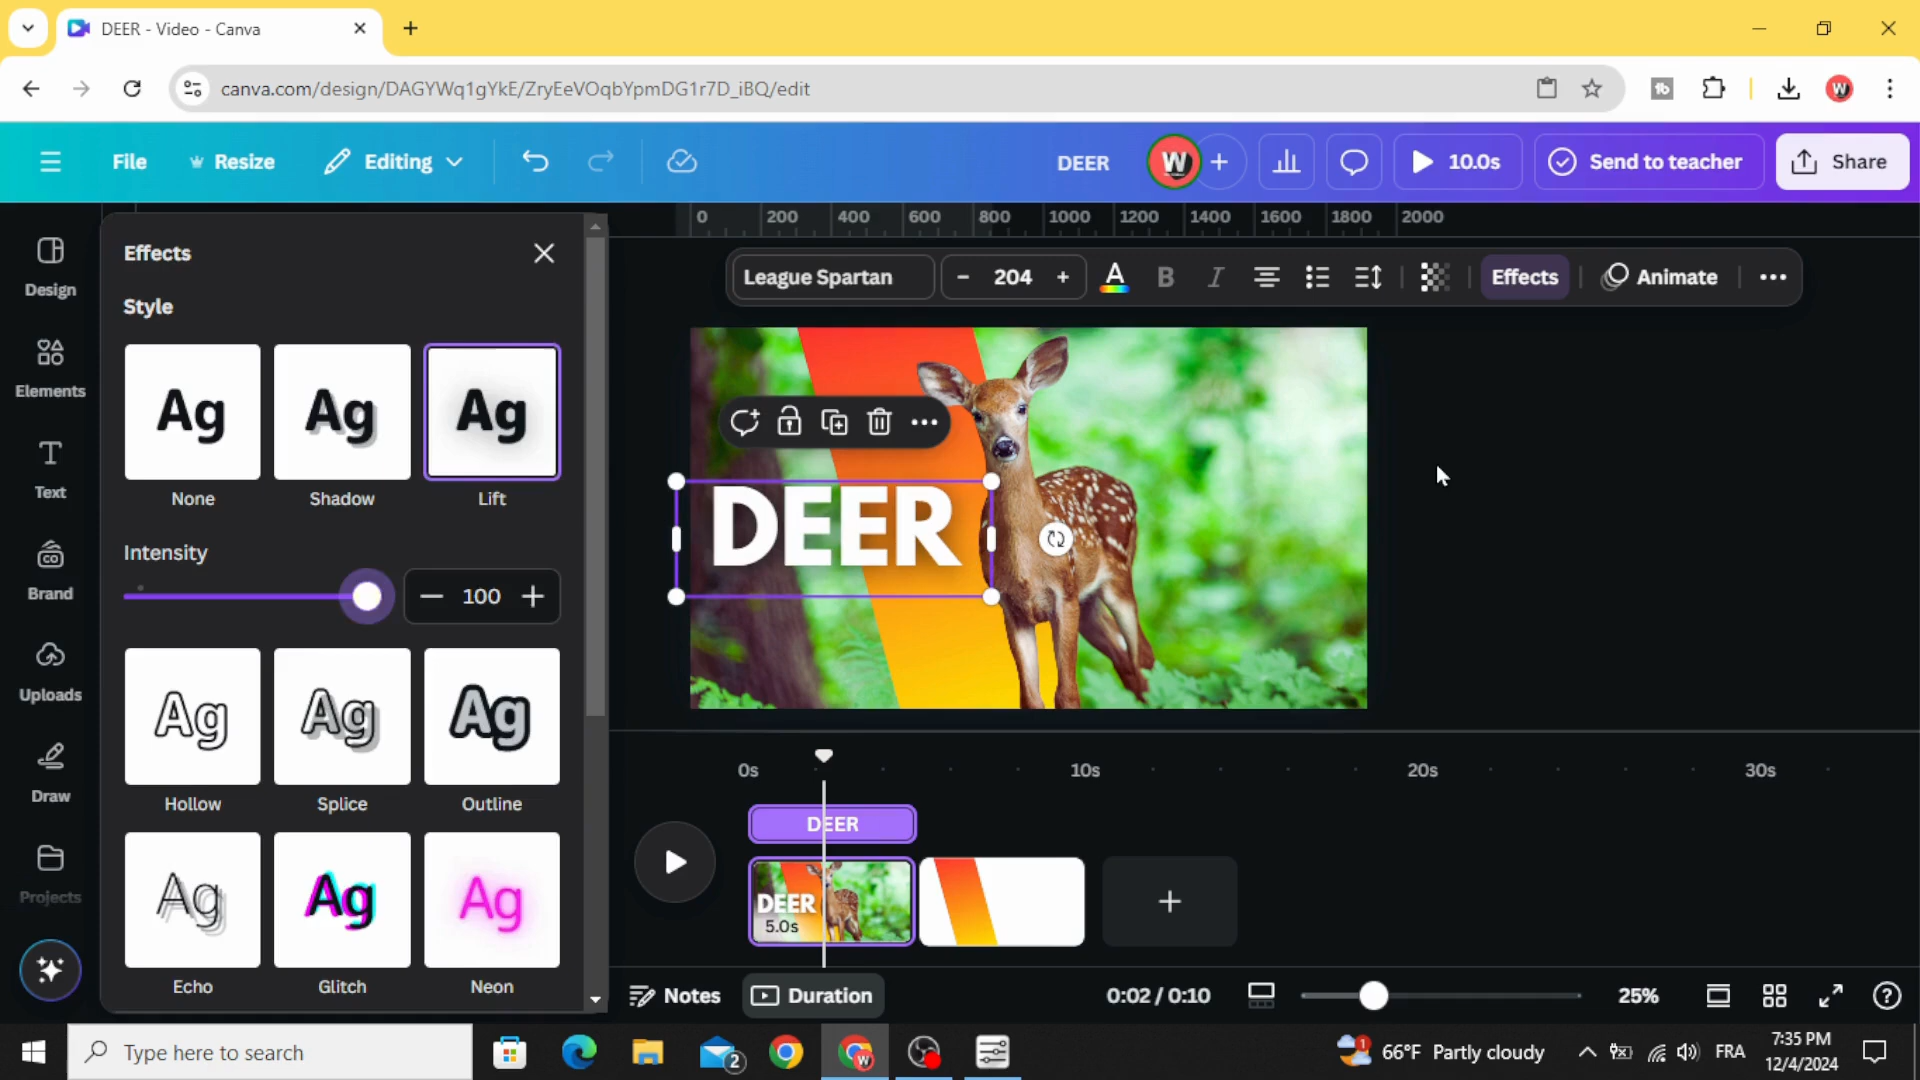 DEER - Video - Canva
canva.com/design/DAGYWq1gYkE/ZryEeVOqbYpmDG1r7D_iBQ/edit
File
Resize
Editing
DEER
W
10.0s
Send to teacher
Share
0 200 400 600 800 1000 1200 1400 1600 1800 2000
Design
Elements
Text
Brand
Uploads
Draw
Projects
Effects
Style
Ag
Ag
Ag
None
Shadow
Lift
Intensity
100
Ag
Ag
Ag
Hollow
Splice
Outline
Ag
Ag
Ag
Echo
Glitch
Neon
League Spartan
204
A
B
I
Effects
Animate
DEER
0s
10s
20s
30s
DEER
DEER
5.0s
Notes
Duration
0:02 / 0:10
25%
Type here to search
2
1
66°F Partly cloudy
FRA
7:35 PM
12/4/2024